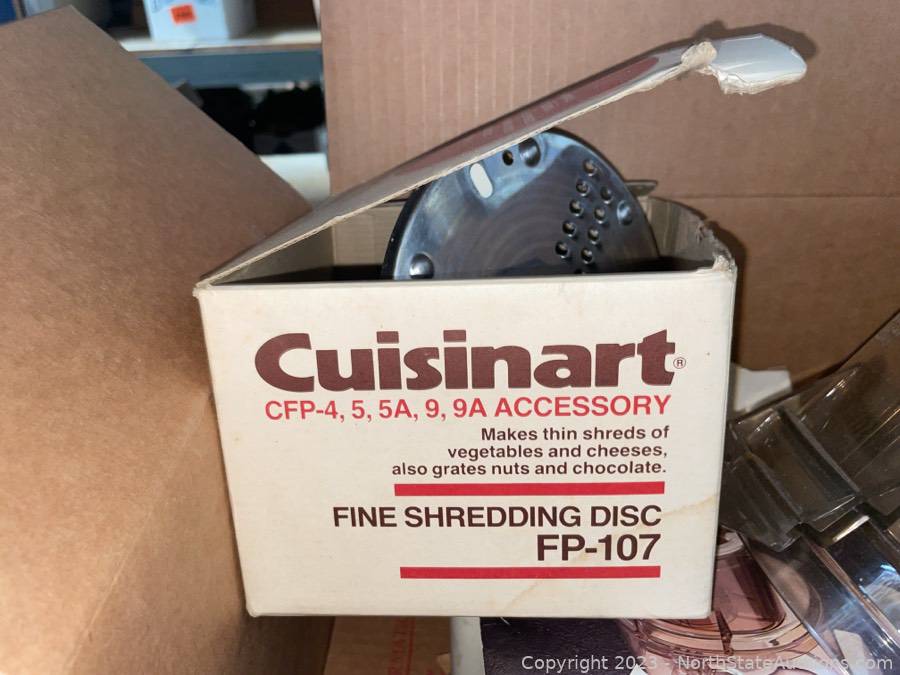 Cuisinart®
CFP-4, 5, 5A, 9, 9A ACCESSORY
Makes thin shreds of
vegetables and cheeses,
also grates nuts and chocolate.
FINE SHREDDING DISC
FP-107
Copyright 2023 - NorthStateAuctions.com